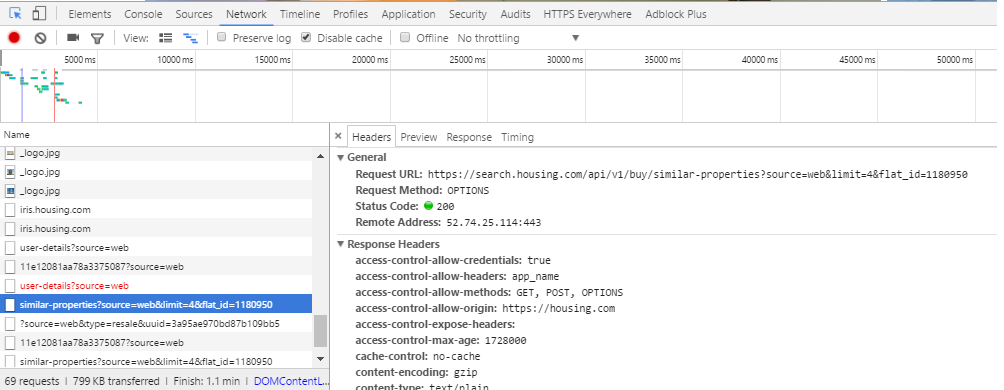 Elements Console Sources Network Timeline Profiles Application Security Audits HTTPS Everywhere Adblock Plus
View: Preserve log Disable cache Offline No throttling
5000 ms 10000 ms 15000 ms 20000 ms 25000 ms 30000 ms 35000 ms 40000 ms 45000 ms 50000 ms
Name
_logo.jpg
_logo.jpg
_logo.jpg
iris.housing.com
iris.housing.com
user-details?source=web
11e12081aa78a3375087?source=web
user-details?source=web
similar-properties?source=web&limit=4&flat_id=1180950
?source=web&type=resale&uuid=3a95ae970bd87b109bb5
11e12081aa78a3375087?source=web
similar-properties?source=web&limit=4&flat_id=1180950
69 requests | 799 KB transferred | Finish: 1.1 min | DOMContentL...
× Headers Preview Response Timing
General
Request URL: https://search.housing.com/api/v1/buy/similar-properties?source=web&limit=4&flat_id=1180950
Request Method: OPTIONS
Status Code: 200
Remote Address: 52.74.25.114:443
Response Headers
access-control-allow-credentials: true
access-control-allow-headers: app_name
access-control-allow-methods: GET, POST, OPTIONS
access-control-allow-origin: https://housing.com
access-control-expose-headers:
access-control-max-age: 1728000
cache-control: no-cache
content-encoding: gzip
content-type: text/plain